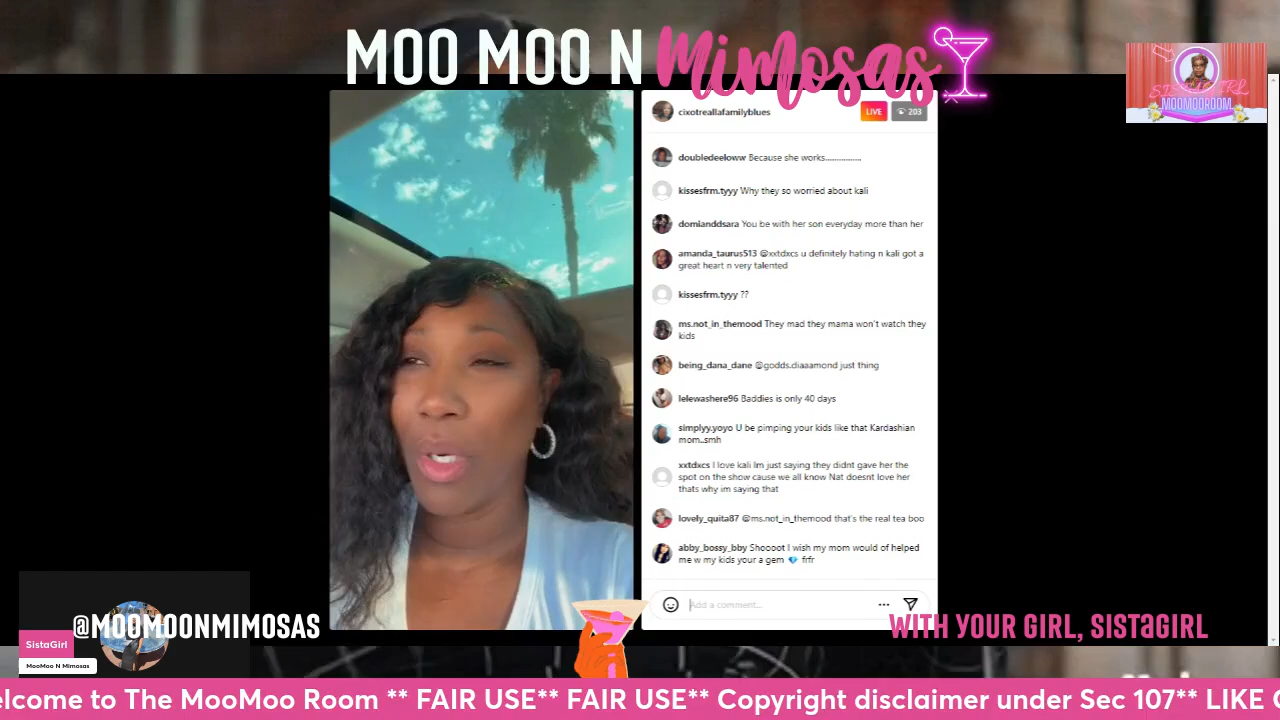 MOO MOO N Mimosas
SISTAGIRL
MOOMOOROOM
cixotreallafamilyblues
LIVE
203
doubledeeloww Because she works..................
kissesfrm.tyyy Why they so worried about kali
domianddsara You be with her son everyday more than her
amanda_taurus513 @xxtdxcs u definitely hating n kali got a
great heart n very talented
kissesfrm.tyyy ??
ms.not_in_themood They mad they mama won't watch they
kids
being_dana_dane @godds.diaaamond just thing
lelewashere96 Baddies is only 40 days
simplyy.yoyo U be pimping your kids like that Kardashian
mom..smh
xxtdxcs I love kali Im just saying they didnt gave her the
spot on the show cause we all know Nat doesnt love her
thats why im saying that
lovely_quita87 @ms.not_in_themood that's the real tea boo
abby_bossy_bby Shoooot I wish my mom would of helped
me w my kids your a gem 💎 frfr
Add a comment...
@MOOMOONMIMOSAS
WITH YOUR GIRL, SISTAGIRL
SistaGirl
MooMoo N Mimosas
elcome to The MooMoo Room ** FAIR USE** FAIR USE** Copyright disclaimer under Sec 107** LIKE